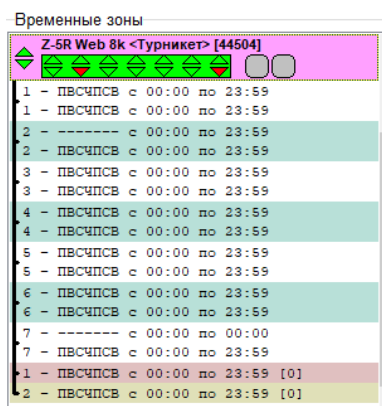 Временные зоны
Z-5R Web 8k <Турникет> [44504]
1 - ПВСЧПСВ с 00:00 по 23:59
1 - ПВСЧПСВ с 00:00 по 23:59
2 - ------- с 00:00 по 23:59
2 - ПВСЧПСВ с 00:00 по 23:59
3 - ПВСЧПСВ с 00:00 по 23:59
3 - ПВСЧПСВ с 00:00 по 23:59
4 - ПВСЧПСВ с 00:00 по 23:59
4 - ПВСЧПСВ с 00:00 по 23:59
5 - ПВСЧПСВ с 00:00 по 23:59
5 - ПВСЧПСВ с 00:00 по 23:59
6 - ПВСЧПСВ с 00:00 по 23:59
6 - ПВСЧПСВ с 00:00 по 23:59
7 - ------- с 00:00 по 00:00
7 - ПВСЧПСВ с 00:00 по 23:59
1 - ПВСЧПСВ с 00:00 по 23:59 [0]
2 - ПВСЧПСВ с 00:00 по 23:59 [0]